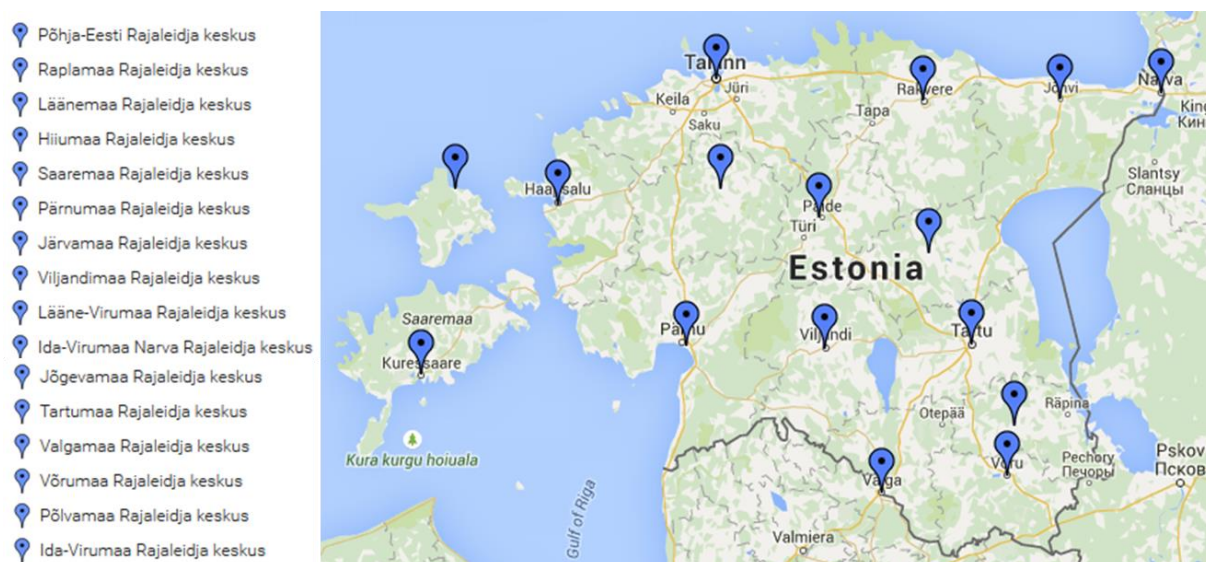 Põhja-Eesti Rajaleidja keskus
Raplamaa Rajaleidja keskus
Läänemaa Rajaleidja keskus
Hiiumaa Rajaleidja keskus
Saaremaa Rajaleidja keskus
Pärnumaa Rajaleidja keskus
Järvamaa Rajaleidja keskus
Viljandimaa Rajaleidja keskus
Lääne-Virumaa Rajaleidja keskus
Ida-Virumaa Narva Rajaleidja keskus
Jõgevamaa Rajaleidja keskus
Tartumaa Rajaleidja keskus
Valgamaa Rajaleidja keskus
Võrumaa Rajaleidja keskus
Põlvamaa Rajaleidja keskus
Ida-Virumaa Rajaleidja keskus
Tallinn
Narva
Rakvere
Jõhvi
Keila
Jüri
Saku
Tapa
Slantsy
Сланцы
Haapsalu
Paide
Türi
Estonia
Saaremaa
Pärnu
Viljandi
Tartu
Kuressaare
Otepää
Räpina
Kura kurgu hoiuala
Võru
Pechory
Печоры
Pskov
Псков
Valga
Gulf of Riga
Valmiera